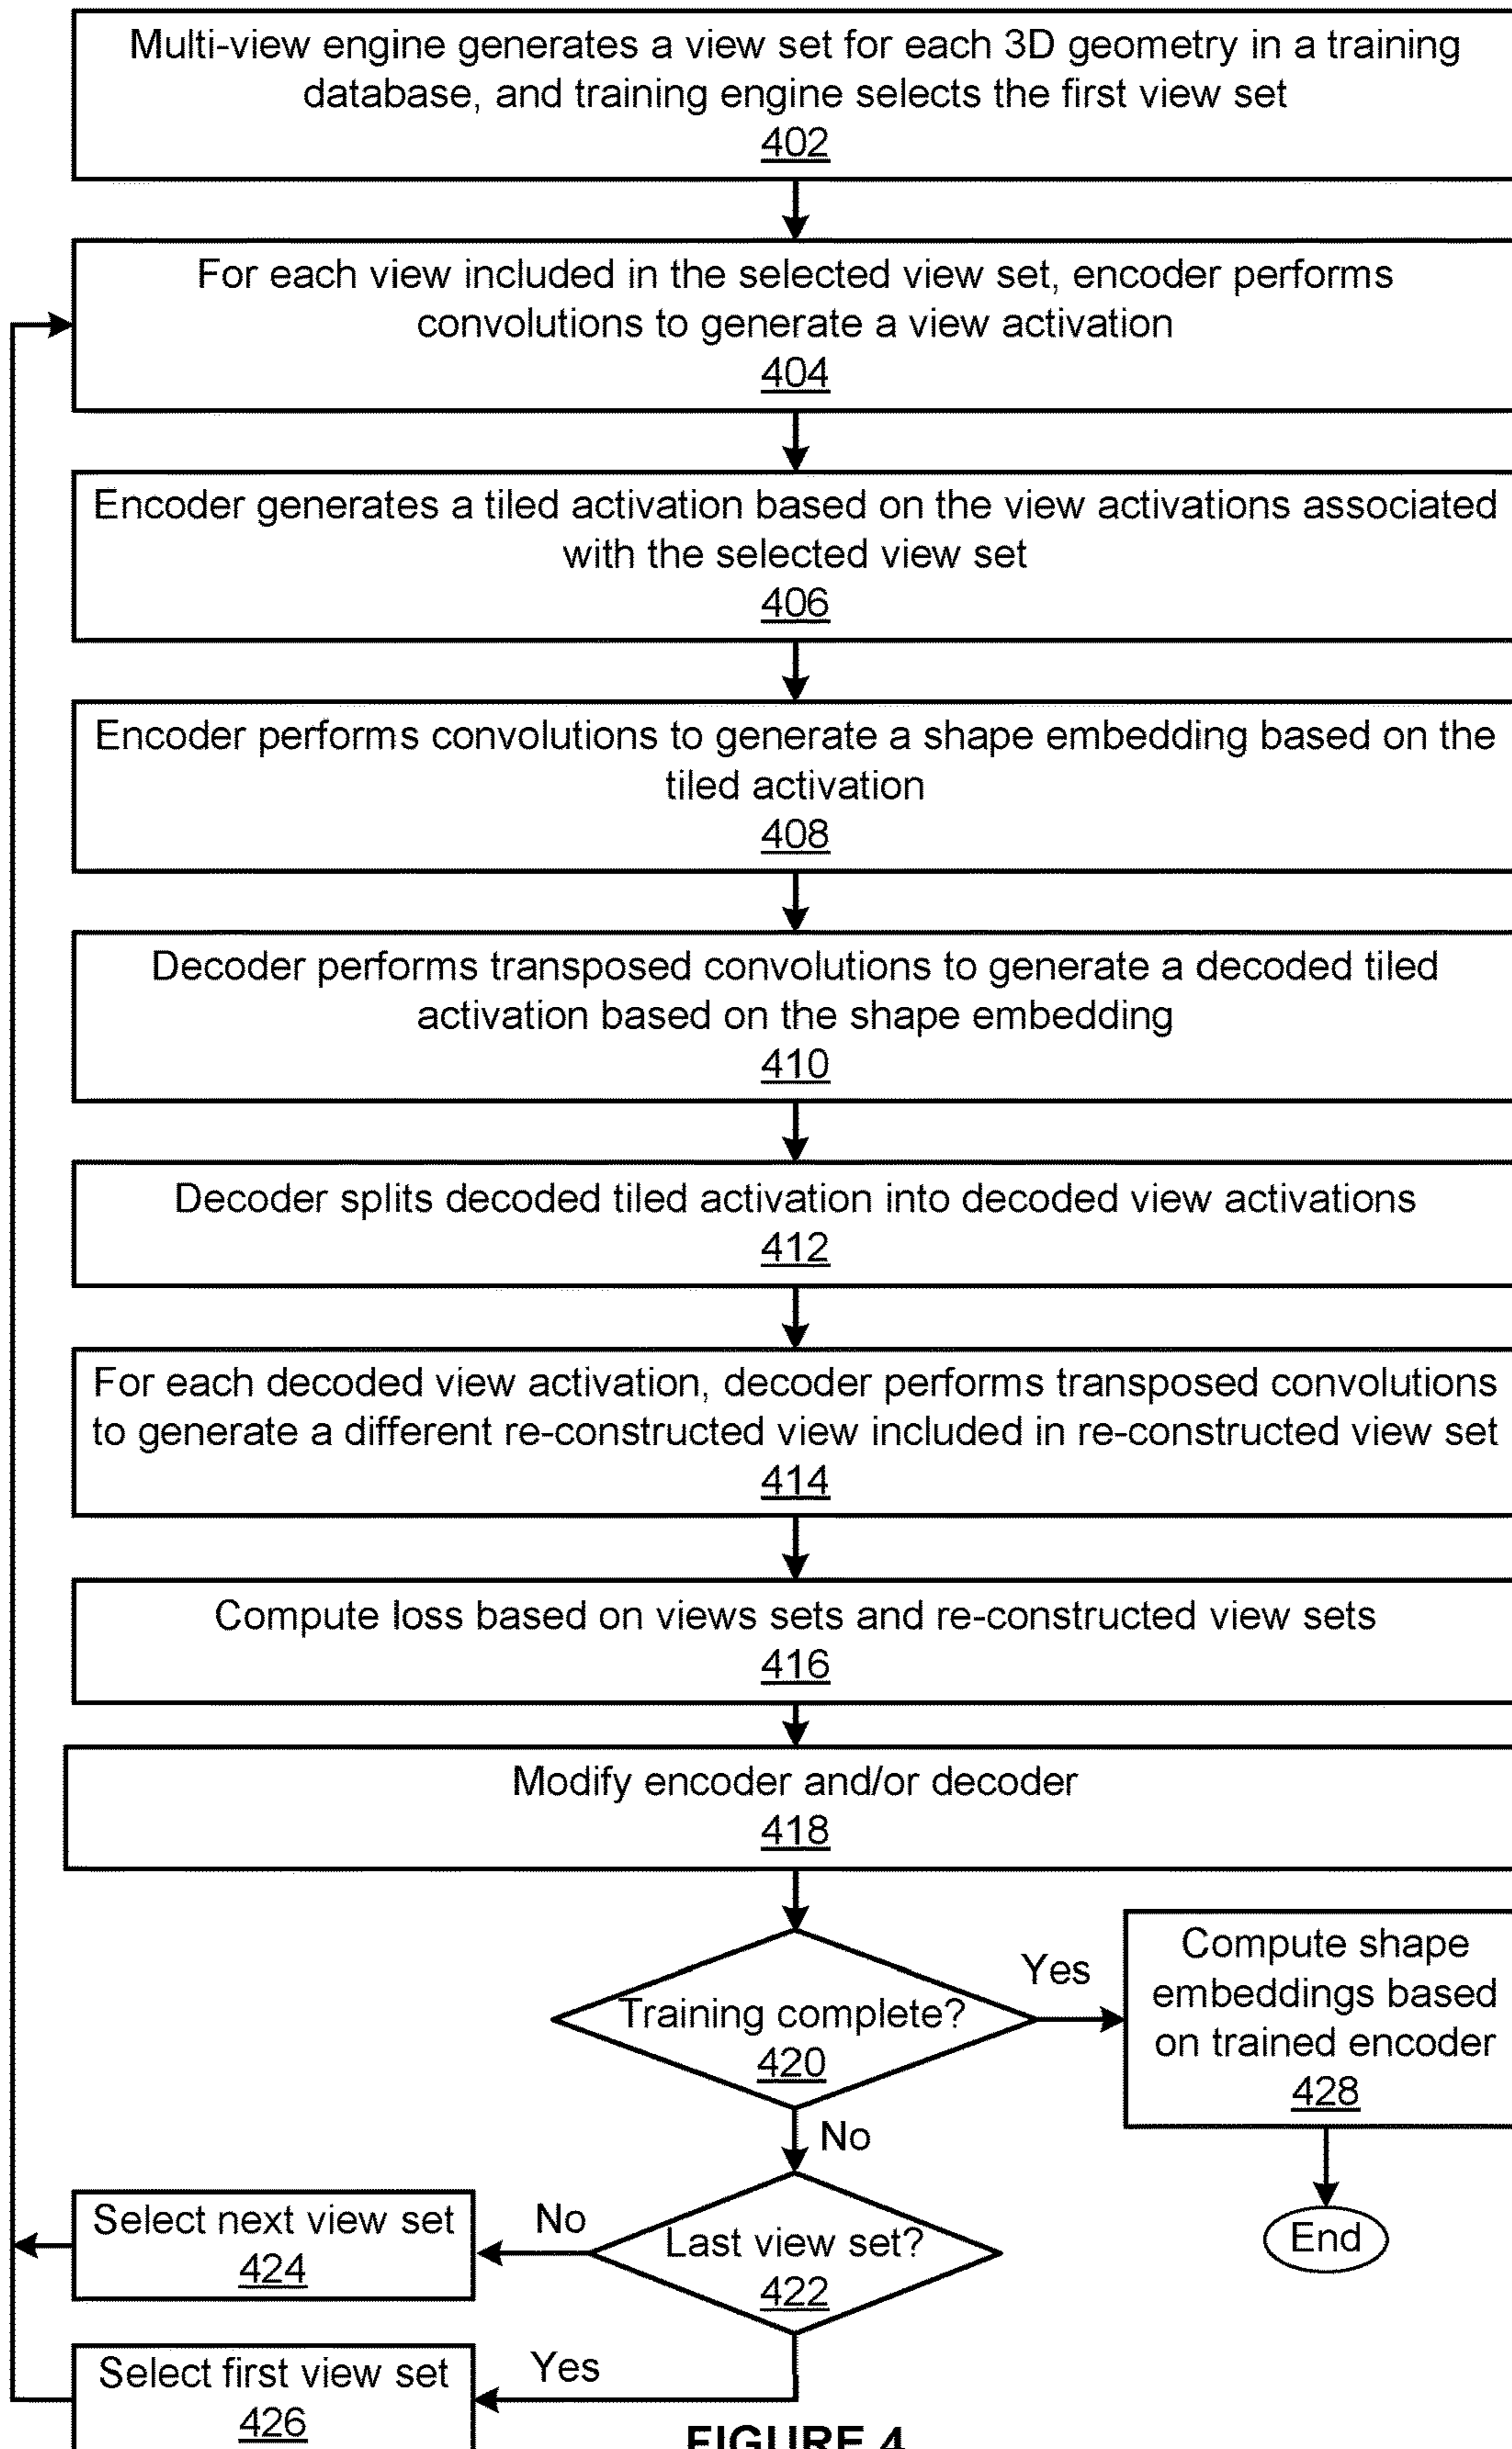 Multi-view engine generates a view set for each 3D geometry in a training
database, and training engine selects the first view set
402
For each view included in the selected view set, encoder performs
convolutions to generate a view activation
404
Encoder generates a tiled activation based on the view activations associated
with the selected view set
406
Encoder performs convolutions to generate a shape embedding based on the
tiled activation
408
Decoder performs transposed convolutions to generate a decoded tiled
activation based on the shape embedding
410
Decoder splits decoded tiled activation into decoded view activations
412
For each decoded view activation, decoder performs transposed convolutions
to generate a different re-constructed view included in re-constructed view set
414
Compute loss based on views sets and re-constructed view sets
416
Modify encoder and/or decoder
418
Training complete?
420
Yes
Compute shape
embeddings based
on trained encoder
428
End
No
Last view set?
422
No
Select next view set
424
Yes
Select first view set
426
FIGURE 4